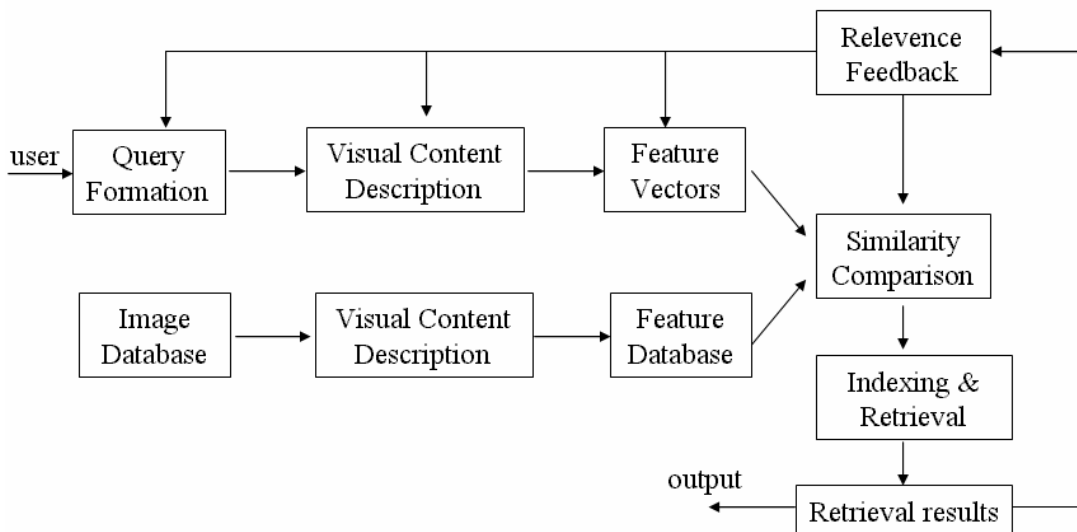 Relevence
Feedback
user
Query
Formation
Visual Content
Description
Feature
Vectors
Similarity
Comparison
Image
Database
Visual Content
Description
Feature
Database
Indexing &
Retrieval
output
Retrieval results